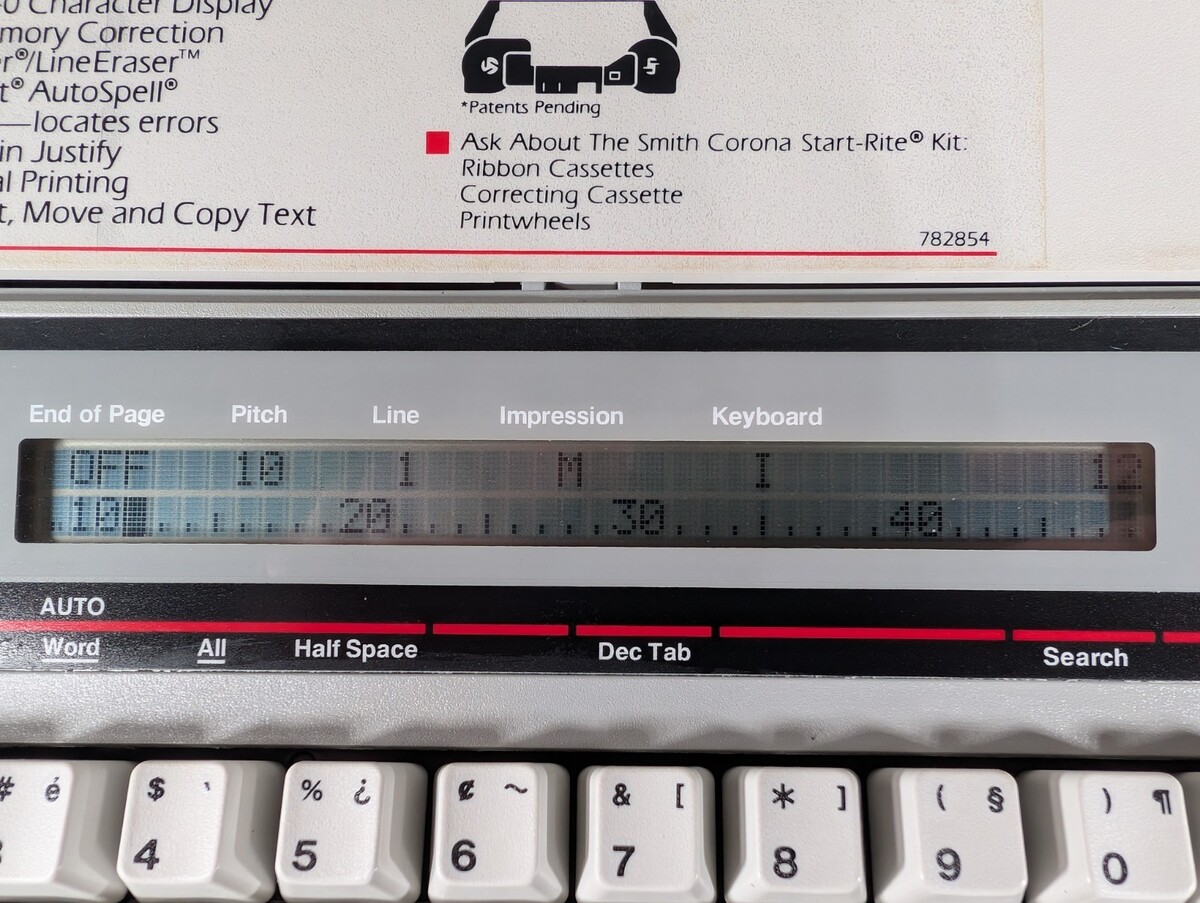 Character Display
mory Correction
r®/LineEraser™
t® AutoSpell®
—locates errors
in Justify
l Printing
t, Move and Copy Text
*Patents Pending
Ask About The Smith Corona Start-Rite® Kit:
Ribbon Cassettes
Correcting Cassette
Printwheels
782854
End of Page Pitch Line Impression Keyboard
OFF 10 1 M I 12
10 20 30 40
AUTO
Word All Half Space Dec Tab Search
# é $ ` % ¿ ¢ ~ & [ * ] ( § ) ¶
4 5 6 7 8 9 0